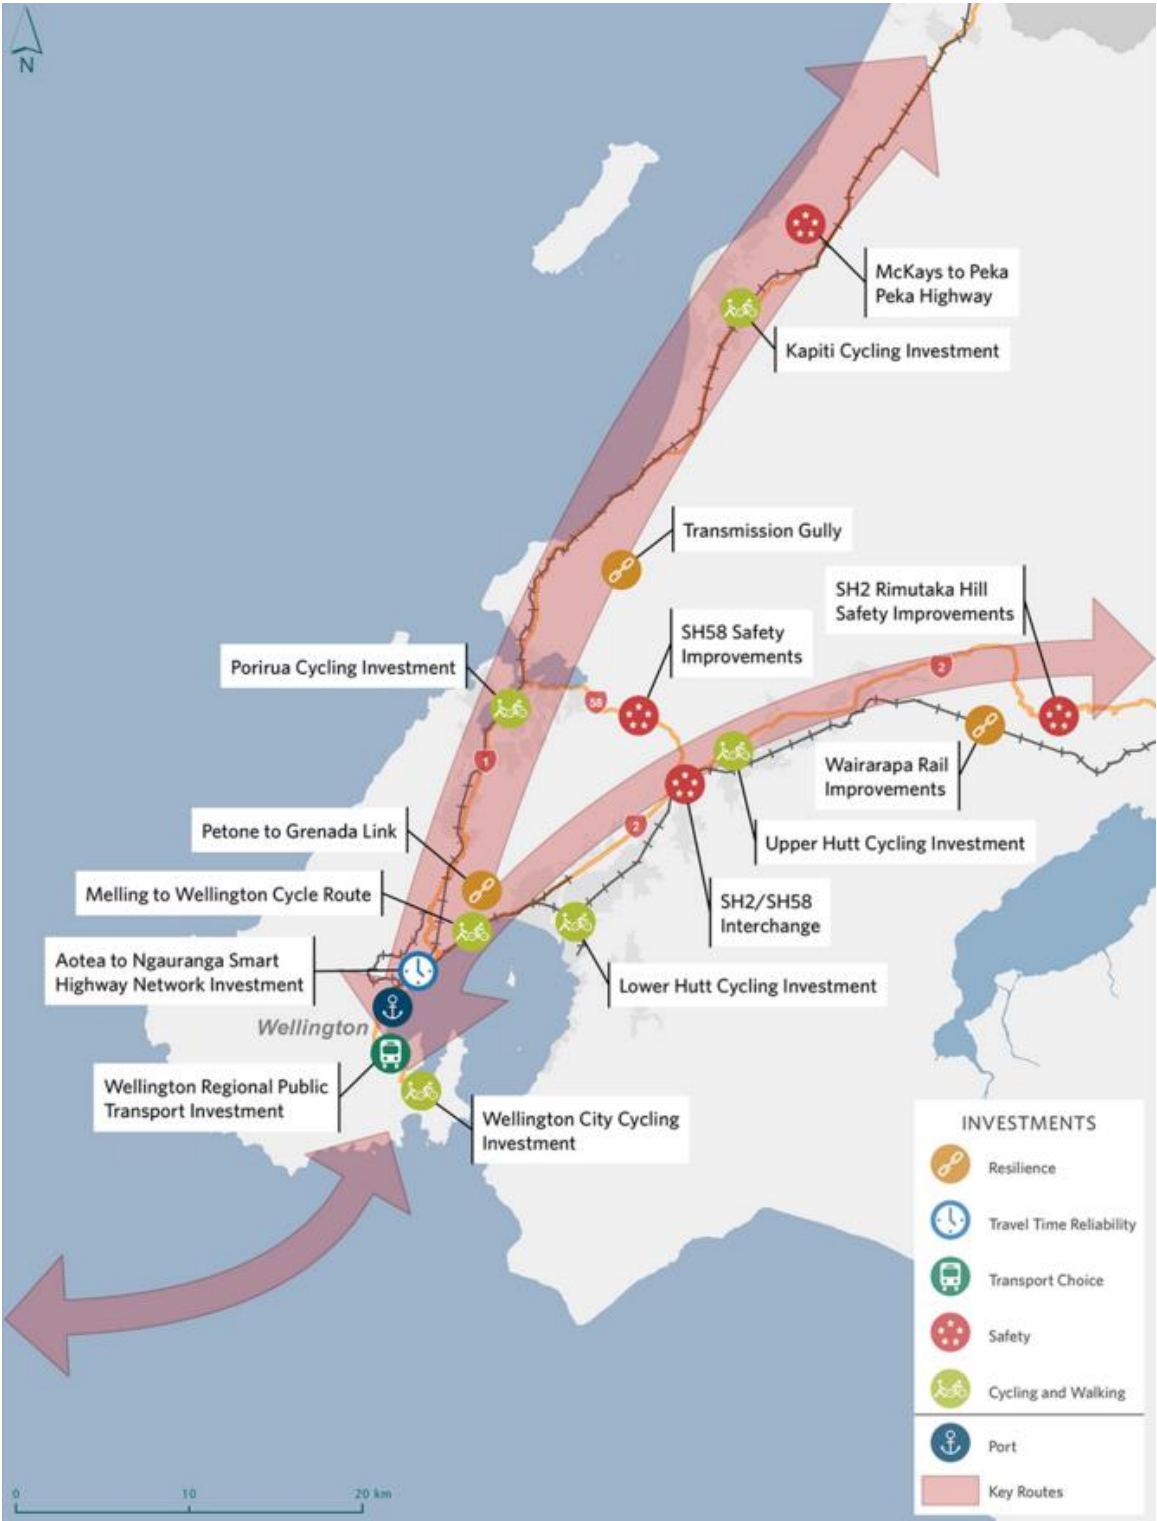 N
McKays to Peka
Peka Highway
Kapiti Cycling Investment
Transmission Gully
SH2 Rimutaka Hill
Safety Improvements
SH58 Safety
Improvements
Porirua Cycling Investment
2
58
1
Wairarapa Rail
Improvements
Petone to Grenada Link
2
Upper Hutt Cycling Investment
Melling to Wellington Cycle Route
SH2/SH58
Interchange
Aotea to Ngauranga Smart
Highway Network Investment
Lower Hutt Cycling Investment
Wellington
Wellington Regional Public
Transport Investment
Wellington City Cycling
Investment
INVESTMENTS
Resilience
Travel Time Reliability
Transport Choice
Safety
Cycling and Walking
Port
Key Routes
0 10 20 km